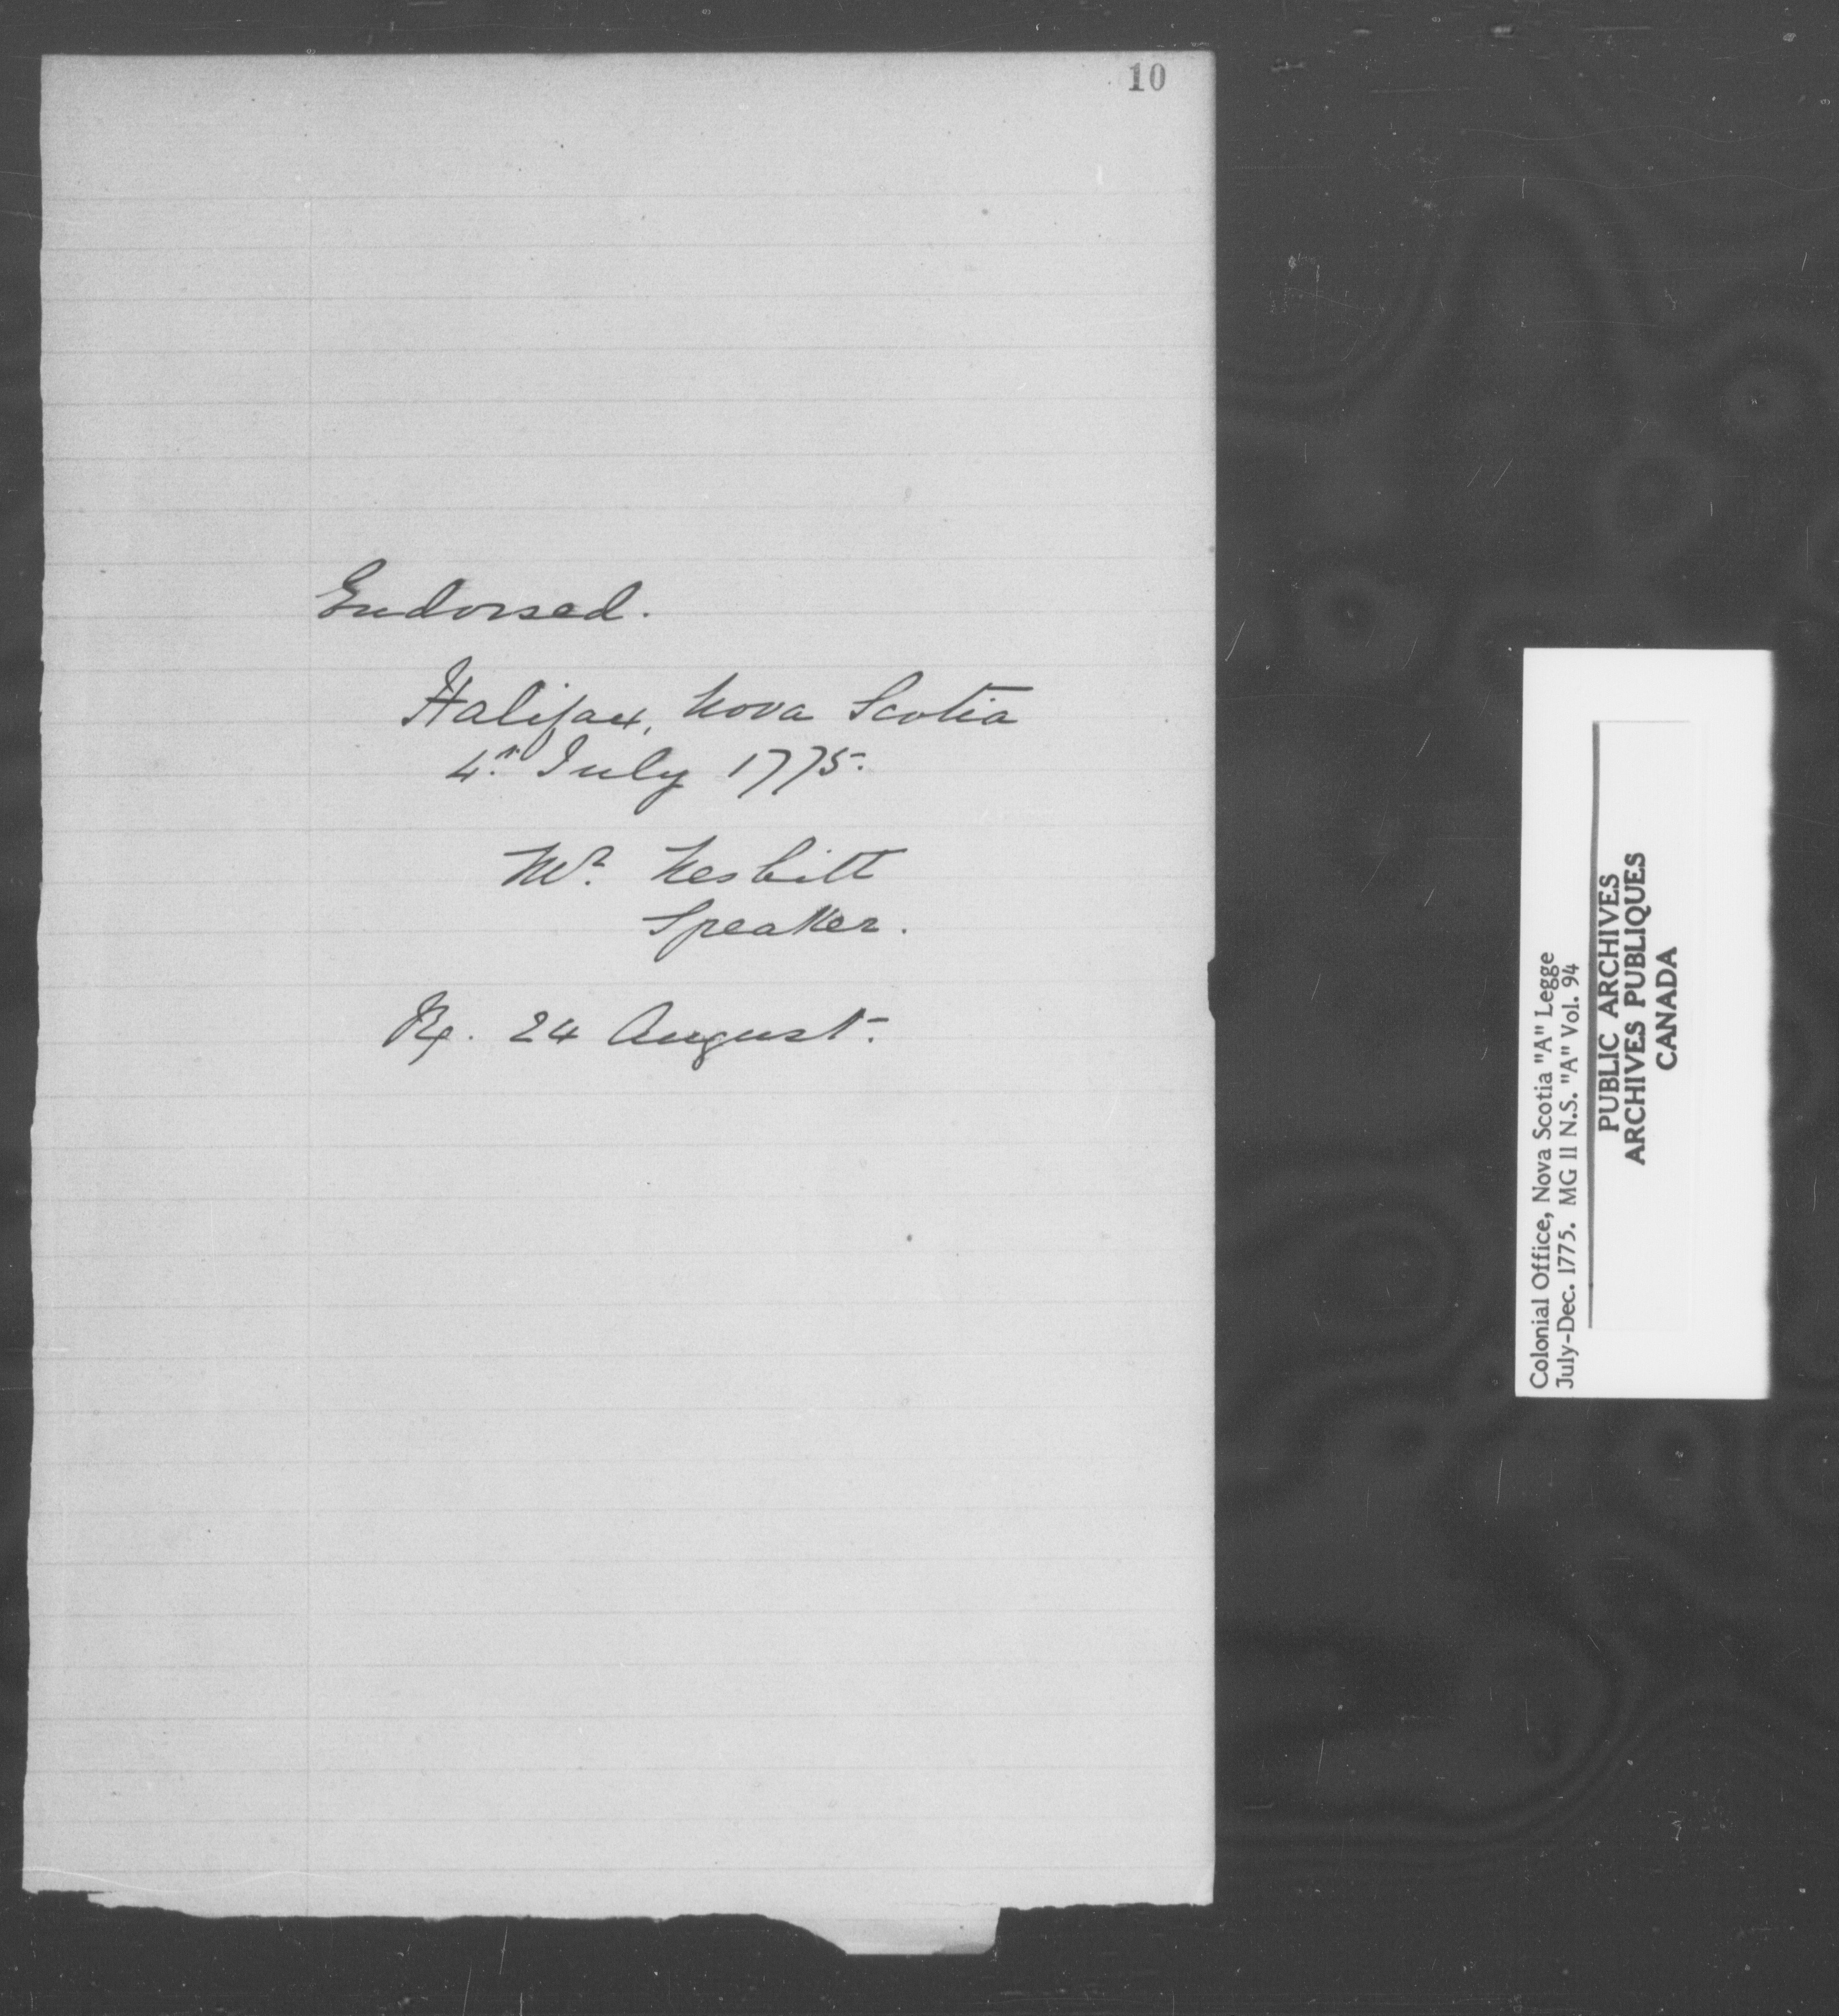 10
Endorsed.
Halifax, Nova Scotia
4th July 1775.
Mr. Nesbitt
Speaker.
Rx. 24 August.
Colonial Office, Nova Scotia "A" Legge
July-Dec. 1775. MG 11 N.S. "A" Vol. 94
PUBLIC ARCHIVES
ARCHIVES PUBLIQUES
CANADA